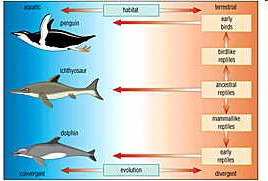 aquatic habitat terrestrial
penguin
early
birds
birdlike
reptiles
ichthyosaur
ancestral
reptiles
mammallike
reptiles
dolphin
early
reptiles
convergent evolution divergent